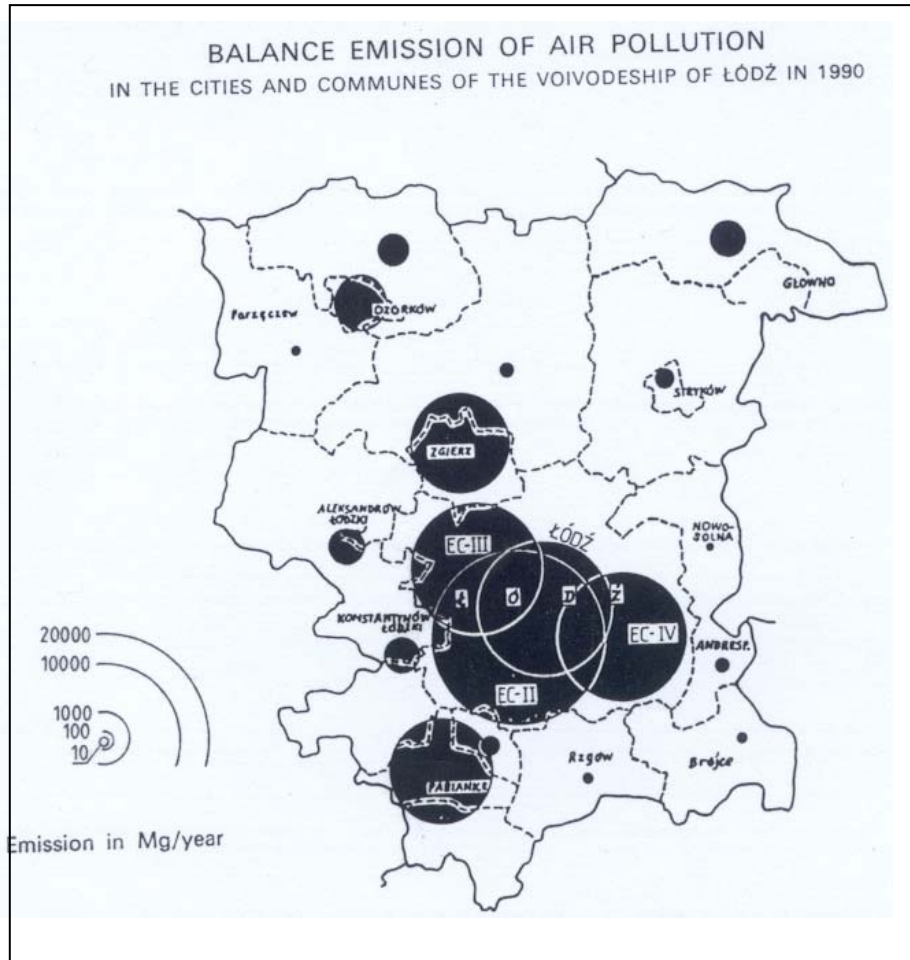 BALANCE EMISSION OF AIR POLLUTION
IN THE CITIES AND COMMUNES OF THE VOIVODESHIP OF ŁÓDŹ IN 1990
GŁOWNO
OZORKÓW
Parzęczew
STRYKÓW
ZGIERZ
ALEKSANDRÓW
ŁÓDZKI
NOWO-
SOLNA
ŁÓDŹ
EC-III
Ł Ó D Ź
KONSTANTYNÓW
ŁÓDZKI
EC-IV
ANDRESP.
EC-II
20000
10000
1000
100
10
Rzgów
Brójce
PABIANICE
Emission in Mg/year